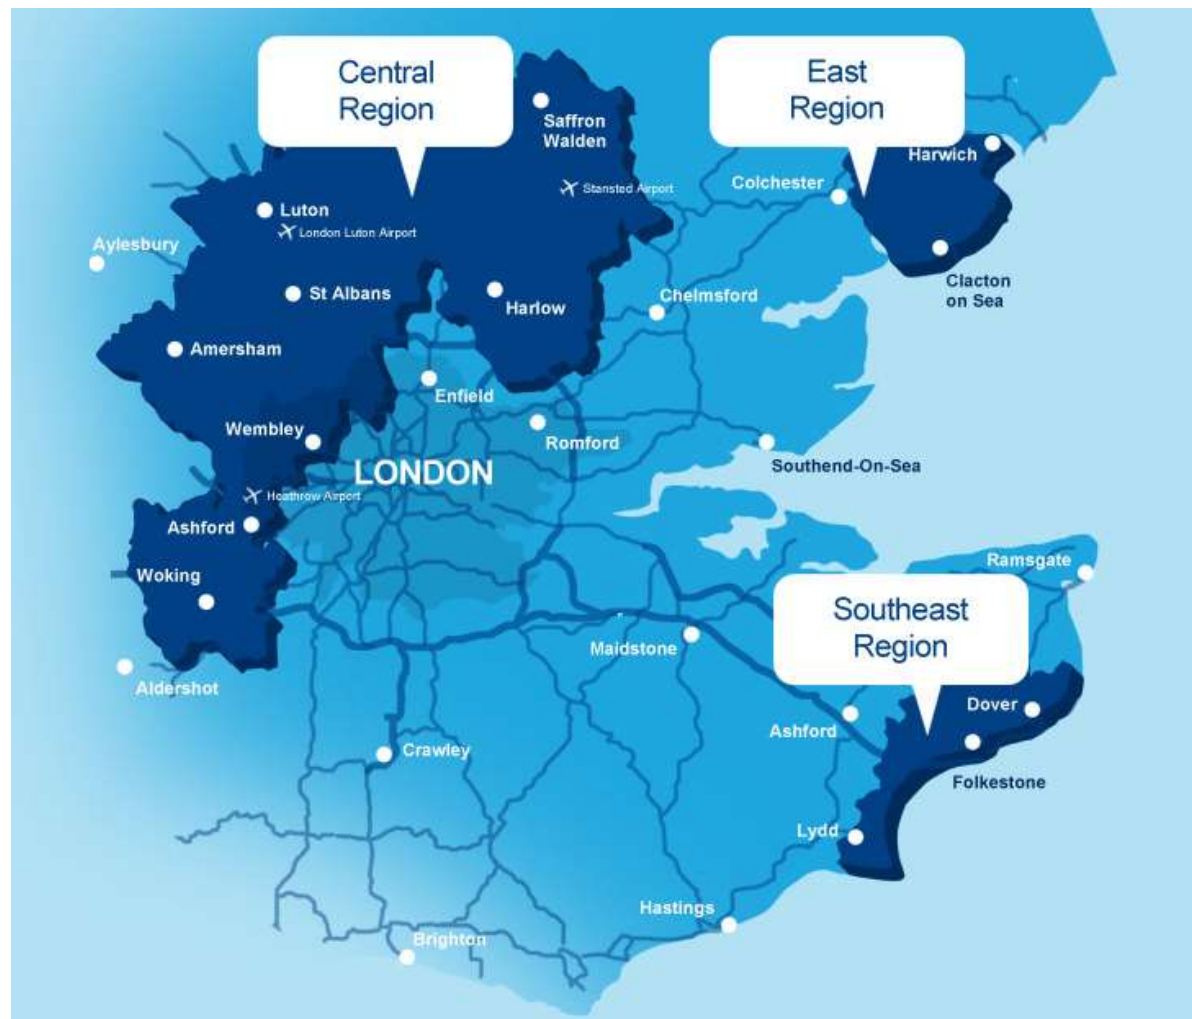 Central
Region
East
Region
Saffron
Walden
Harwich
Stansted Airport
Colchester
Luton
London Luton Airport
Aylesbury
St Albans
Harlow
Chelmsford
Clacton
on Sea
Amersham
Enfield
Wembley
Romford
LONDON
Southend-On-Sea
Heathrow Airport
Ashford
Woking
Ramsgate
Southeast
Region
Maidstone
Aldershot
Dover
Ashford
Crawley
Folkestone
Lydd
Hastings
Brighton